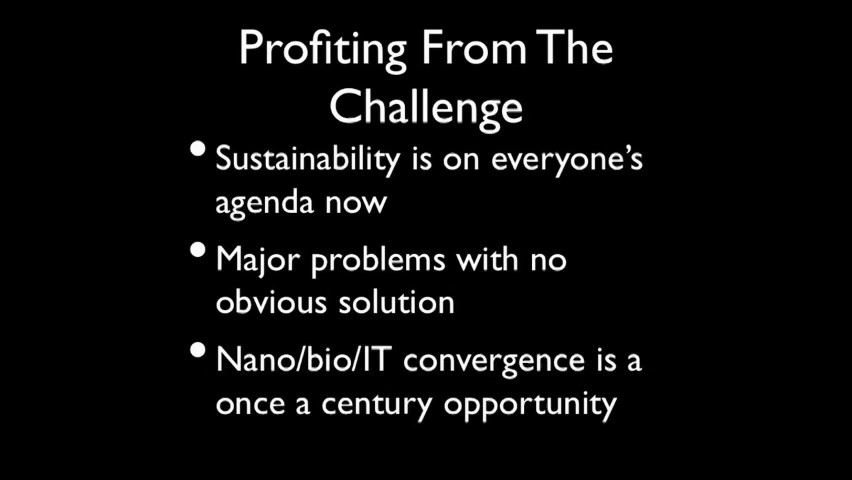 Profiting From The
Challenge
• Sustainability is on everyone's
agenda now
• Major problems with no
obvious solution
• Nano/bio/IT convergence is a
once a century opportunity